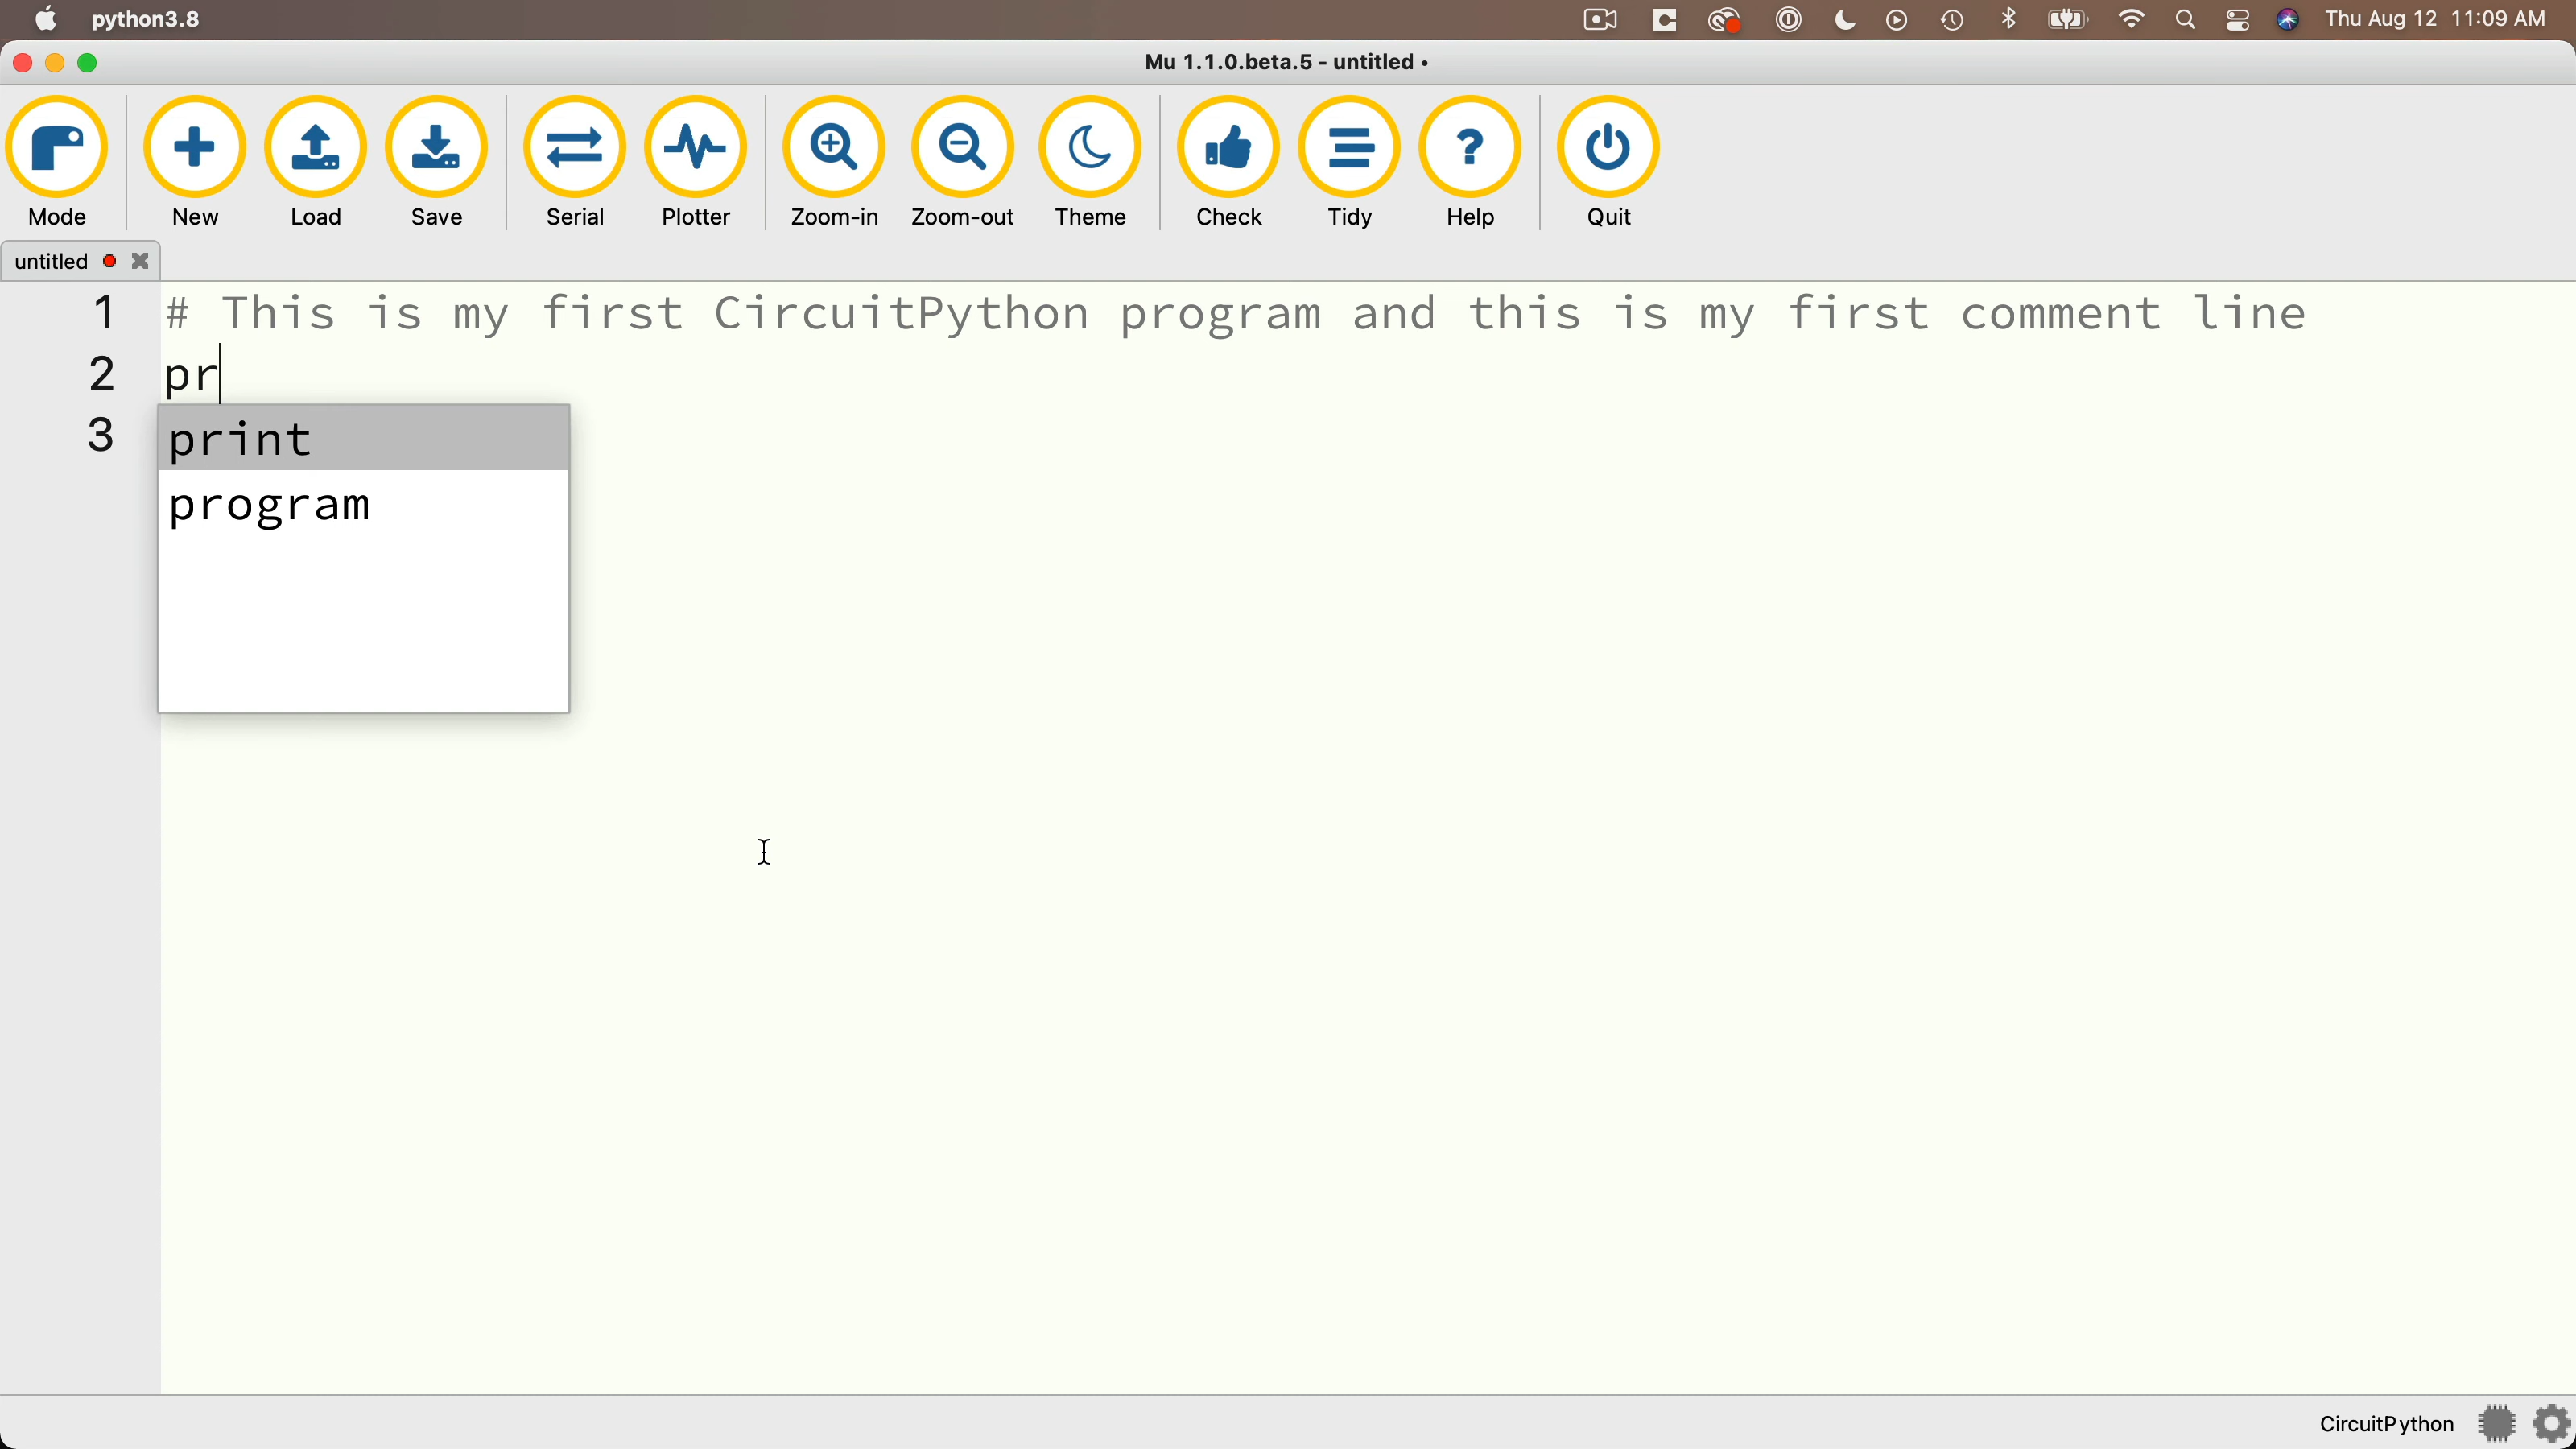 python3.8
Thu Aug 12 11:09 AM
Mu 1.1.0.beta.5 - untitled •
Mode New Load Save Serial Plotter Zoom-in Zoom-out Theme Check Tidy Help Quit
untitled
1 # This is my first CircuitPython program and this is my first comment line
2 pr
3 print
program
CircuitPython